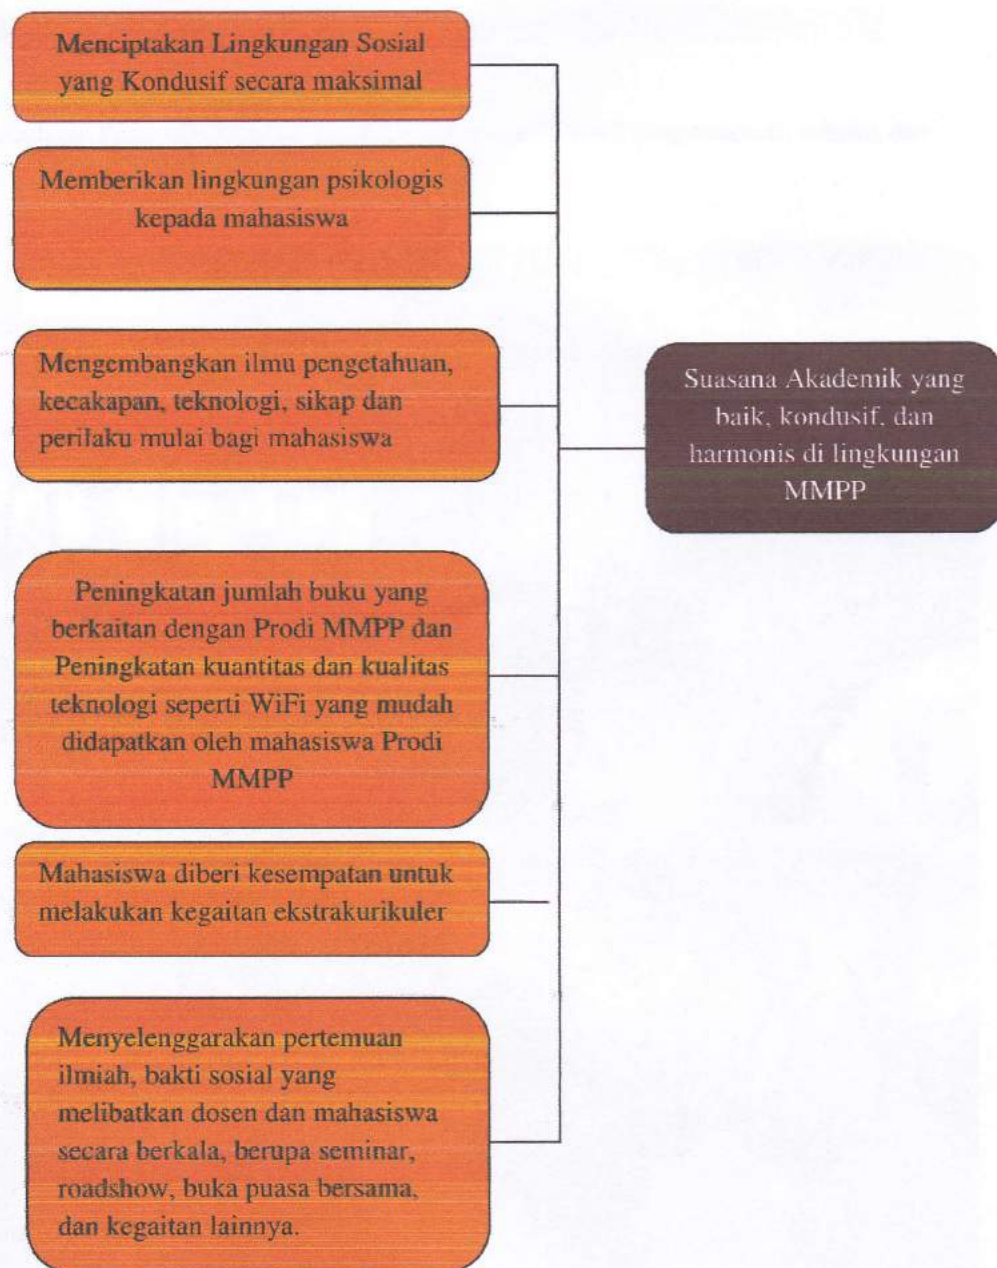 Menciptakan Lingkungan Sosial
yang Kondusif secara maksimal
Memberikan lingkungan psikologis
kepada mahasiswa
Mengembangkan ilmu pengetahuan,
kecakapan, teknologi, sikap dan
perilaku mulai bagi mahasiswa
Peningkatan jumlah buku yang
berkaitan dengan Prodi MMPP dan
Peningkatan kuantitas dan kualitas
teknologi seperti WiFi yang mudah
didapatkan oleh mahasiswa Prodi
MMPP
Mahasiswa diberi kesempatan untuk
melakukan kegaitan ekstrakurikuler
Menyelenggarakan pertemuan
ilmiah, bakti sosial yang
melibatkan dosen dan mahasiswa
secara berkala, berupa seminar,
roadshow, buka puasa bersama,
dan kegaitan lainnya.
Suasana Akademik yang
baik, kondusif, dan
harmonis di lingkungan
MMPP